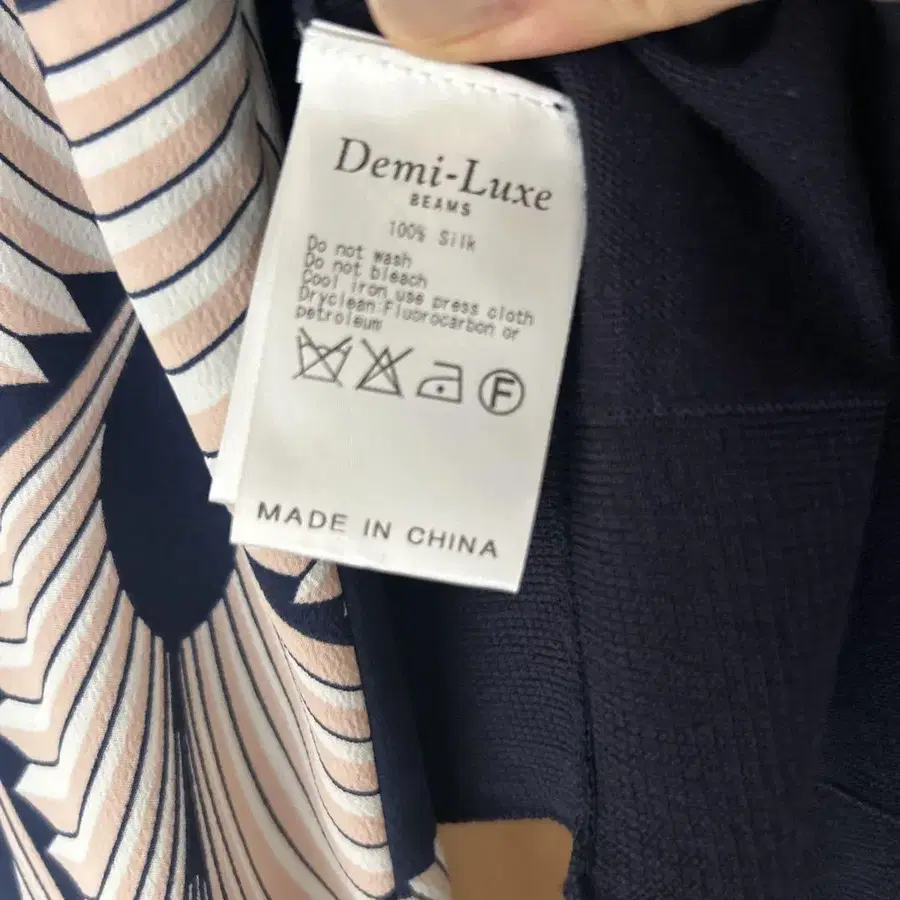 Demi-Luxe
BEAMS
100% Silk
Do not wash
Do not bleach
Cool iron use press cloth
Dryclean:Fluorocarbon or
petroleum
F
MADE IN CHINA